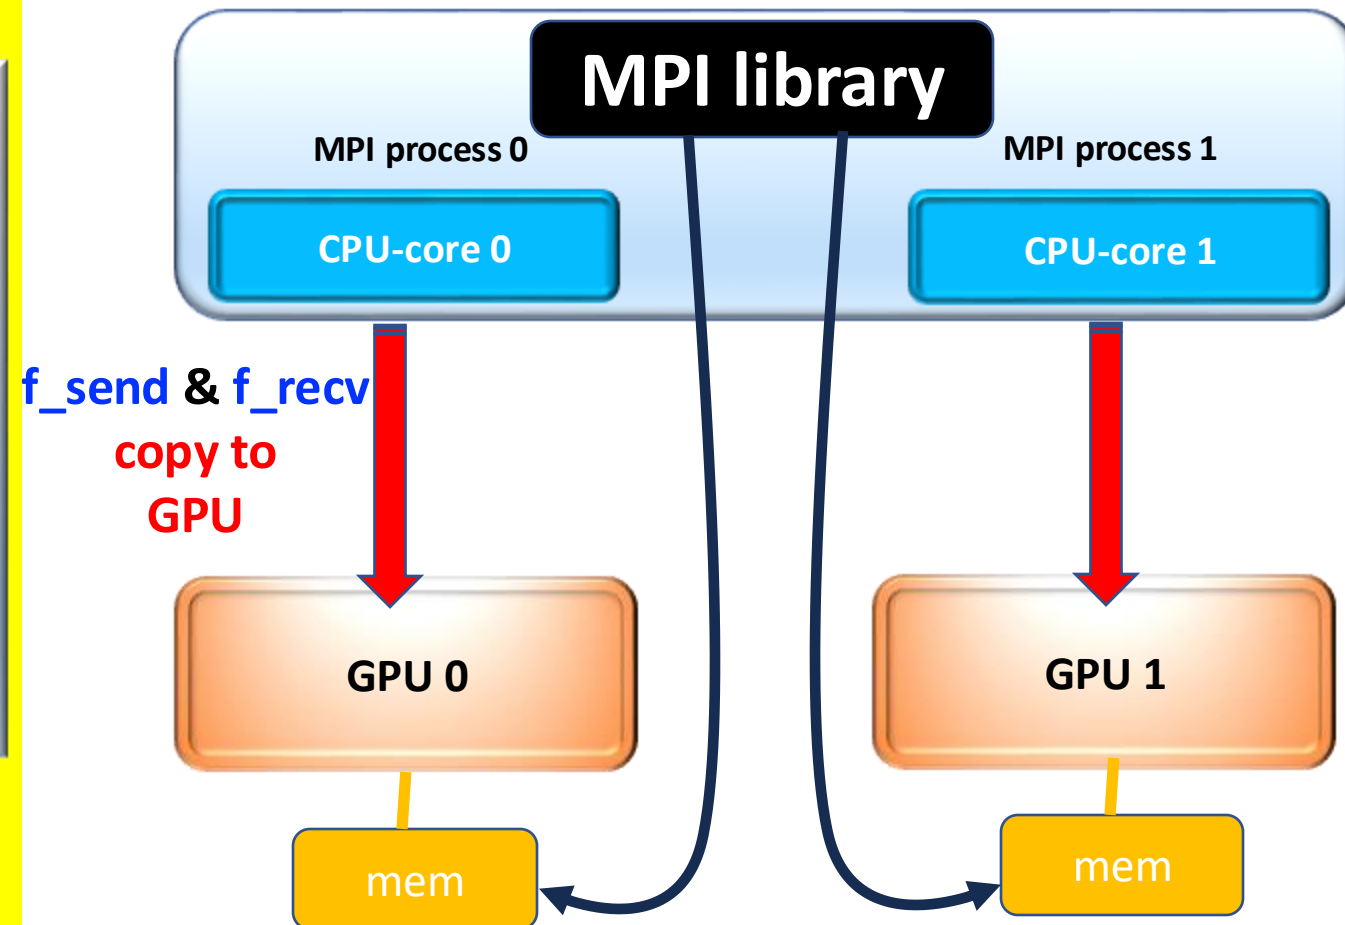 MPI library
MPI process 0
MPI process 1
CPU-core 0
CPU-core 1
f_send & f_recv
copy to
GPU
GPU 0
GPU 1
mem
mem